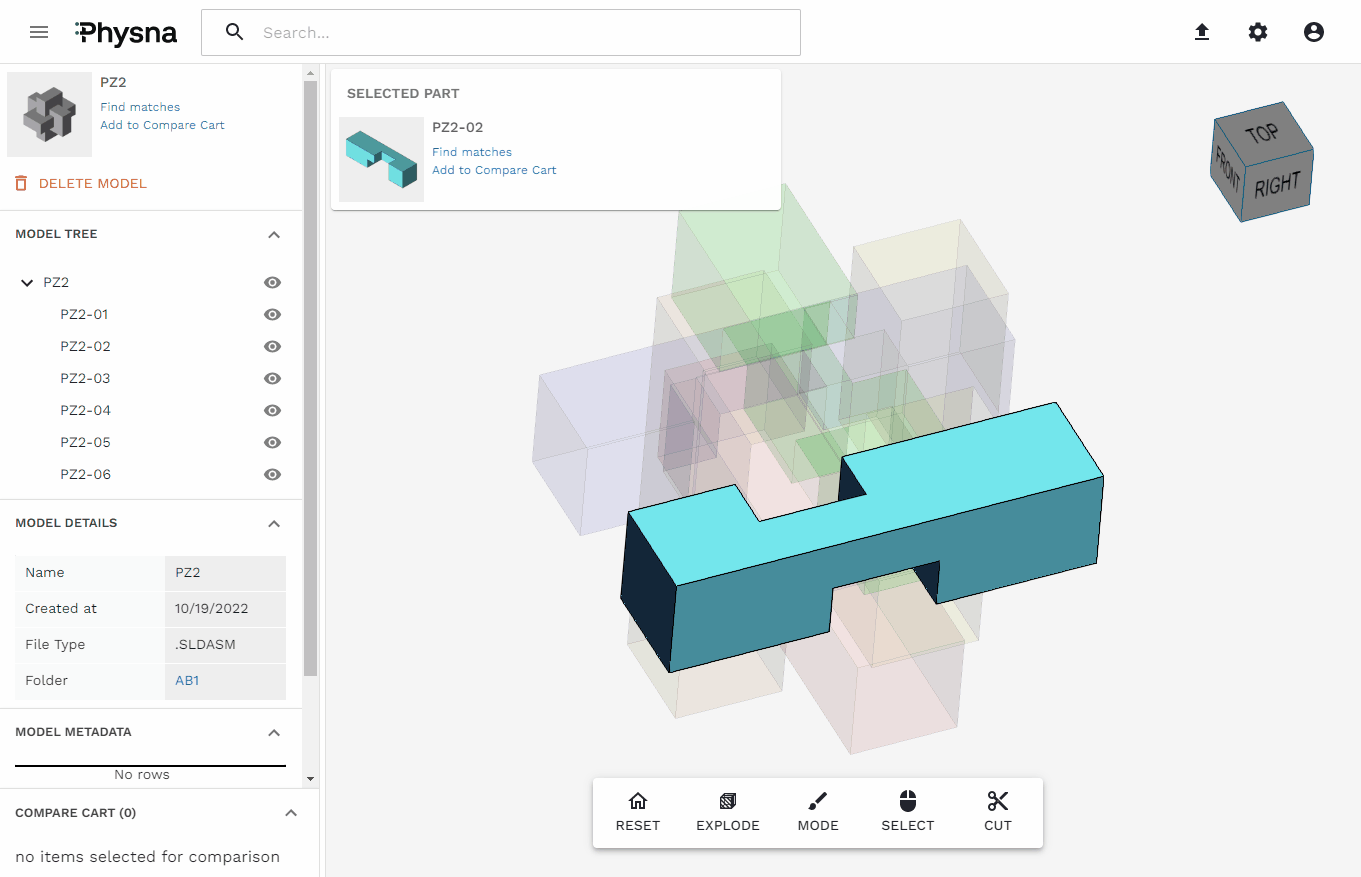 Physna
Search...
PZ2
Find matches
Add to Compare Cart
DELETE MODEL
MODEL TREE
PZ2
PZ2-01
PZ2-02
PZ2-03
PZ2-04
PZ2-05
PZ2-06
MODEL DETAILS
Name PZ2
Created at 10/19/2022
File Type .SLDASM
Folder AB1
MODEL METADATA
No rows
COMPARE CART (0)
no items selected for comparison
SELECTED PART
PZ2-02
Find matches
Add to Compare Cart
TOP
FRONT
RIGHT
RESET EXPLODE MODE SELECT CUT